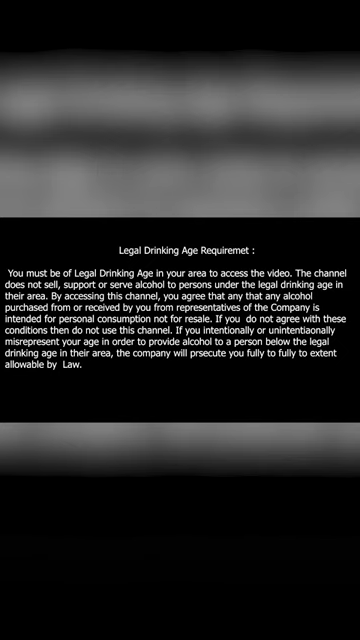 Legal Drinking Age Requiremet :
You must be of Legal Drinking Age in your area to access the video. The channel
does not sell, support or serve alcohol to persons under the legal drinking age in
their area. By accessing this channel, you agree that any that any alcohol
purchased from or received by you from representatives of the Company is
intended for personal consumption not for resale. If you  do not agree with these
conditions then do not use this channel. If you intentionally or unintentiaonally
misrepresent your age in order to provide alcohol to a person below the legal
drinking age in their area, the company will prsecute you fully to fully to extent
allowable by  Law.